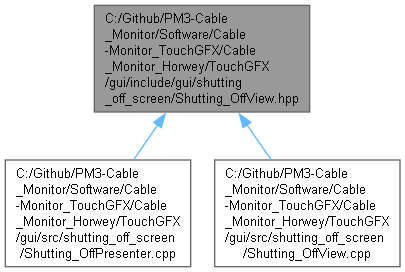 C:/Github/PM3-Cable
_Monitor/Software/Cable
-Monitor_TouchGFX/Cable
_Monitor_Horwey/TouchGFX
/gui/include/gui/shutting
_off_screen/Shutting_OffView.hpp
C:/Github/PM3-Cable
_Monitor/Software/Cable
-Monitor_TouchGFX/Cable
_Monitor_Horwey/TouchGFX
/gui/src/shutting_off_screen
/Shutting_OffPresenter.cpp
C:/Github/PM3-Cable
_Monitor/Software/Cable
-Monitor_TouchGFX/Cable
_Monitor_Horwey/TouchGFX
/gui/src/shutting_off_screen
/Shutting_OffView.cpp